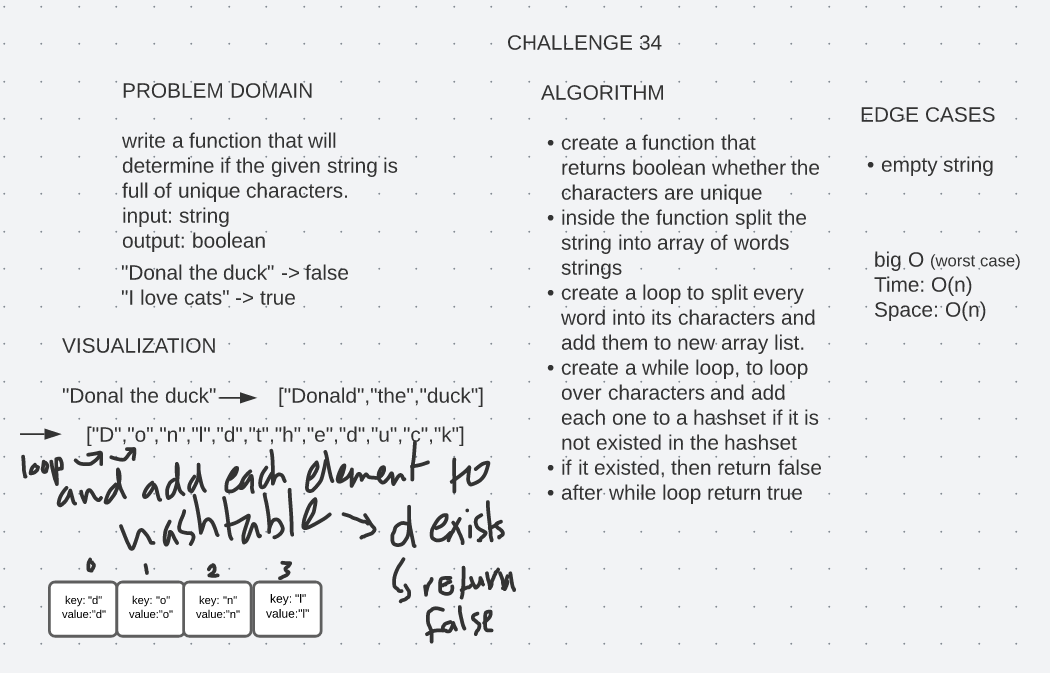 CHALLENGE 34
PROBLEM DOMAIN
write a function that will
determine if the given string is
full of unique characters.
input: string
output: boolean
"Donal the duck" -> false
"I love cats" -> true
VISUALIZATION
"Donal the duck" → ["Donald","the","duck"]
→ ["D","o","n","l","d","t","h","e","d","u","c","k"]
loop
and add each element to
hashtable → d exists
↳ return
false
0 1 2 3
key: "d" key: "o" key: "n" key: "l"
value:"d" value:"o" value:"n" value:"l"
ALGORITHM
• create a function that
returns boolean whether the
characters are unique
• inside the function split the
string into array of words
strings
• create a loop to split every
word into its characters and
add them to new array list.
• create a while loop, to loop
over characters and add
each one to a hashset if it is
not existed in the hashset
• if it existed, then return false
• after while loop return true
EDGE CASES
• empty string
big O (worst case)
Time: O(n)
Space: O(n)